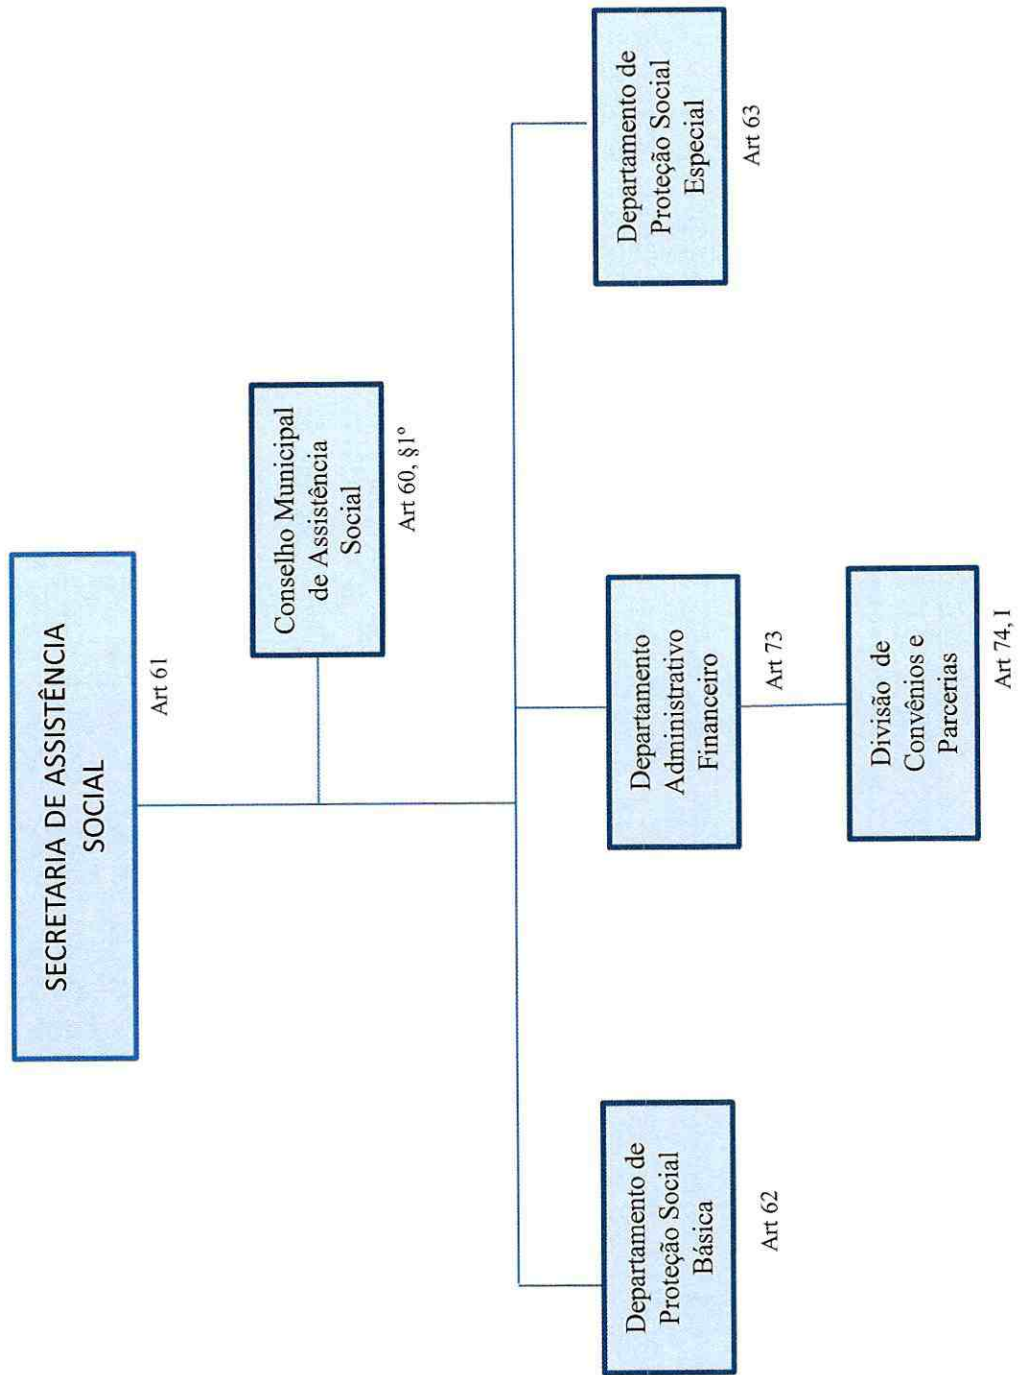 SECRETARIA DE ASSISTÊNCIA
SOCIAL
Art 61
Conselho Municipal
de Assistência
Social
Art 60, §1º
Departamento de
Proteção Social
Básica
Art 62
Departamento
Administrativo
Financeiro
Art 73
Divisão de
Convênios e
Parcerias
Art 74, I
Departamento de
Proteção Social
Especial
Art 63